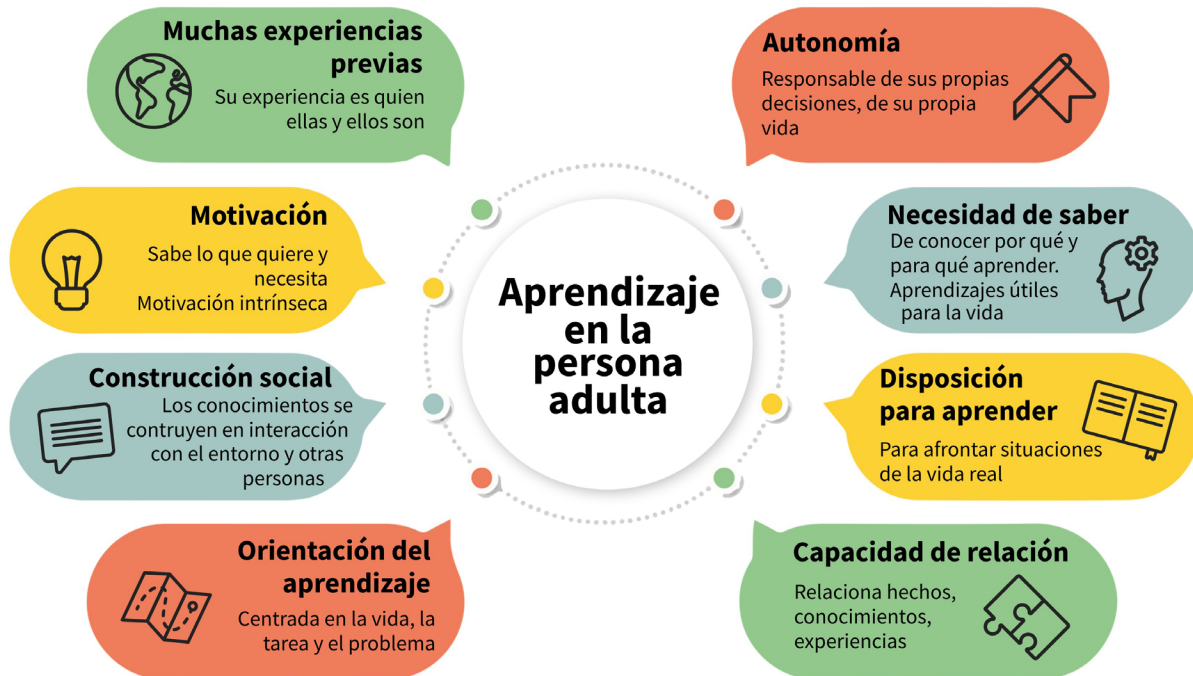 Muchas experiencias
previas
Su experiencia es quien
ellas y ellos son
Autonomía
Responsable de sus propias
decisiones, de su propia
vida
Motivación
Sabe lo que quiere y
necesita
Motivación intrínseca
Necesidad de saber
De conocer por qué y
para qué aprender.
Aprendizajes útiles
para la vida
Aprendizaje
en la
persona
adulta
Construcción social
Los conocimientos se
contruyen en interacción
con el entorno y otras
personas
Disposición
para aprender
Para afrontar situaciones
de la vida real
Orientación del
aprendizaje
Centrada en la vida, la
tarea y el problema
Capacidad de relación
Relaciona hechos,
conocimientos,
experiencias